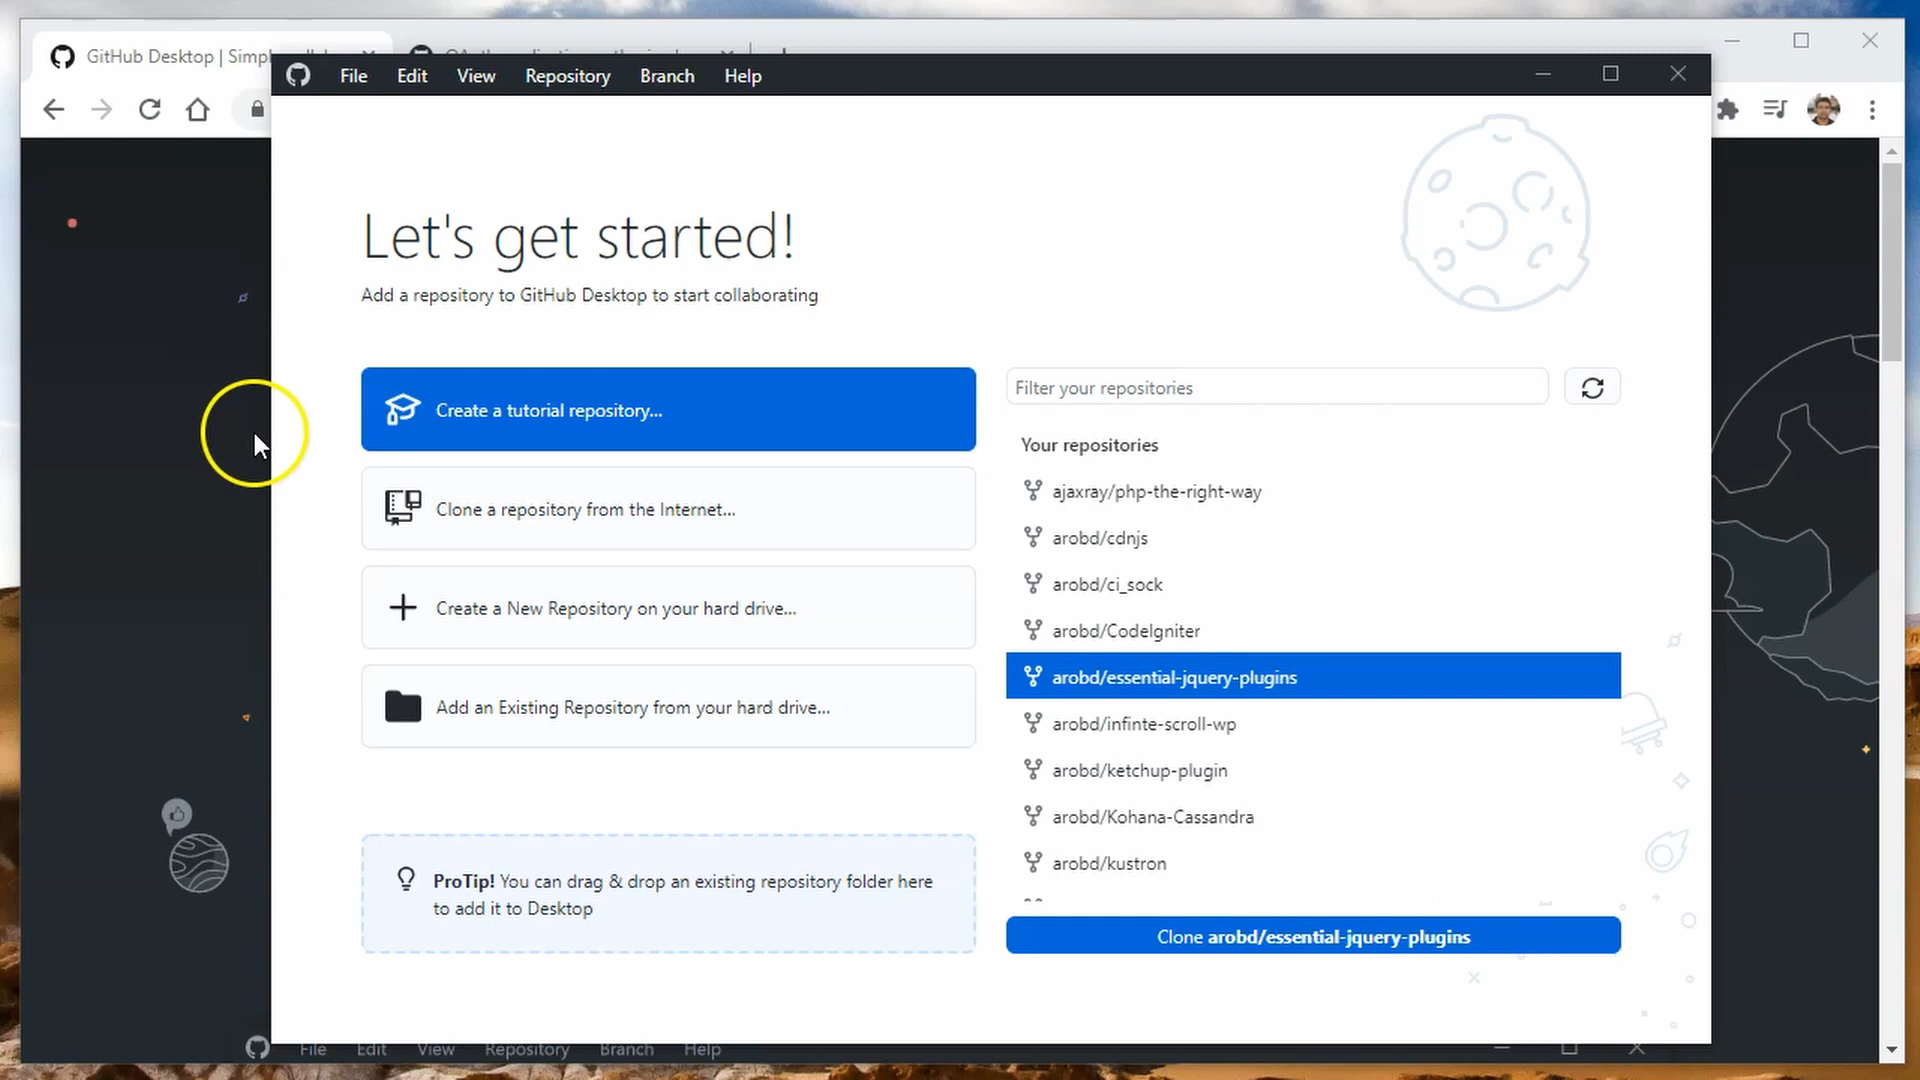 GitHub Desktop | Simpl
File Edit View Repository Branch Help
Let's get started!
Add a repository to GitHub Desktop to start collaborating
Create a tutorial repository...
Clone a repository from the Internet...
Create a New Repository on your hard drive...
Add an Existing Repository from your hard drive...
ProTip! You can drag & drop an existing repository folder here
to add it to Desktop
Filter your repositories
Your repositories
ajaxray/php-the-right-way
arobd/cdnjs
arobd/ci_sock
arobd/CodeIgniter
arobd/essential-jquery-plugins
arobd/infinte-scroll-wp
arobd/ketchup-plugin
arobd/Kohana-Cassandra
arobd/kustron
Clone arobd/essential-jquery-plugins
File Edit View Repository Branch Help